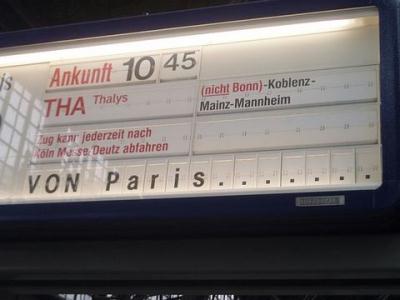 Ankunft 10 45
THA Thalys
(nicht Bonn)-Koblenz-
Mainz-Mannheim
Zug kann jederzeit nach
Köln Messe/Deutz abfahren
VON Paris.......